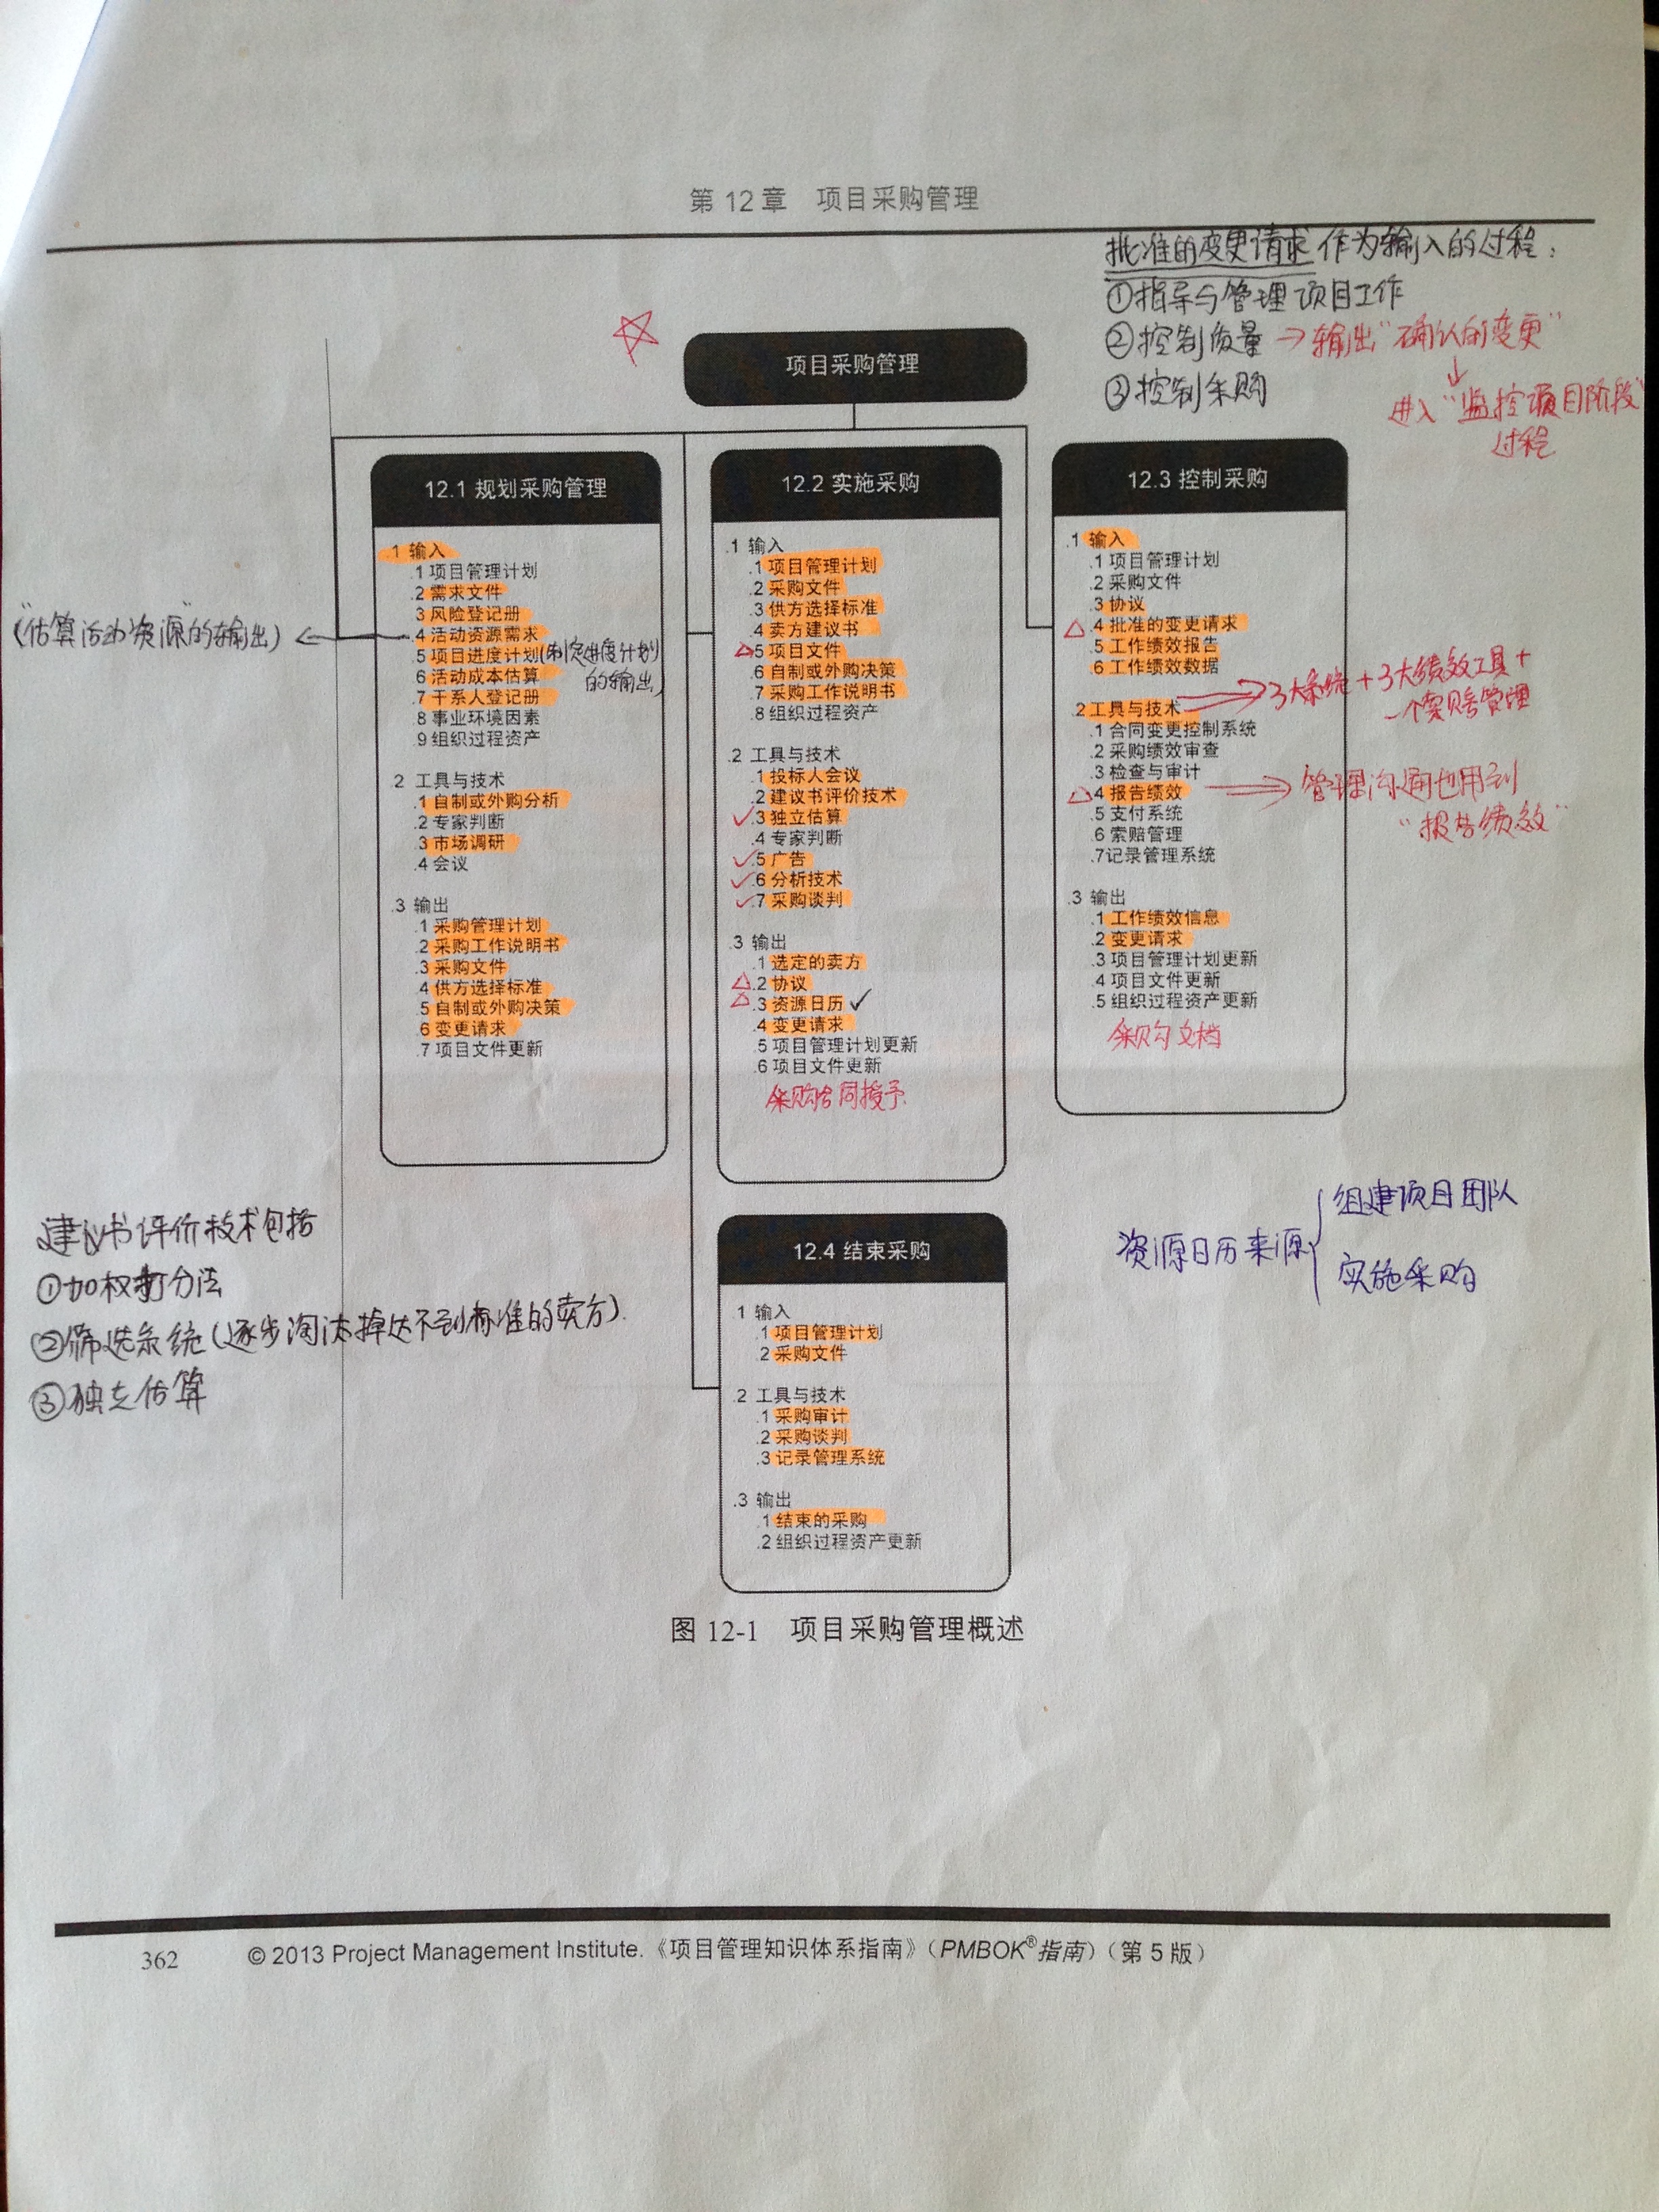 第 12 章 项目采购管理
批准的变更请求 作为输入的过程：
①指导与管理项目工作
②控制质量 → 输出“确认的变更”
↓
进入“监控项目阶段”
过程
③控制采购
项目采购管理
12.1 规划采购管理
.1 输入
.1 项目管理计划
.2 需求文件
.3 风险登记册
.4 活动资源需求
(“估算活动资源”的输出) ←
.5 项目进度计划(制定进度计划
的输出)
.6 活动成本估算
.7 干系人登记册
.8 事业环境因素
.9 组织过程资产
.2 工具与技术
.1 自制或外购分析
.2 专家判断
.3 市场调研
.4 会议
.3 输出
.1 采购管理计划
.2 采购工作说明书
.3 采购文件
.4 供方选择标准
.5 自制或外购决策
.6 变更请求
.7 项目文件更新
12.2 实施采购
.1 输入
.1 项目管理计划
.2 采购文件
.3 供方选择标准
.4 卖方建议书
.5 项目文件
.6 自制或外购决策
.7 采购工作说明书
.8 组织过程资产
.2 工具与技术
.1 投标人会议
.2 建议书评价技术
.3 独立估算
.4 专家判断
.5 广告
.6 分析技术
.7 采购谈判
.3 输出
.1 选定的卖方
.2 协议
.3 资源日历 ✓
.4 变更请求
.5 项目管理计划更新
.6 项目文件更新
采购合同授予
12.3 控制采购
.1 输入
.1 项目管理计划
.2 采购文件
.3 协议
.4 批准的变更请求
.5 工作绩效报告
.6 工作绩效数据
.2 工具与技术 → 3大系统+3大绩效工具+
一个索赔管理
.1 合同变更控制系统
.2 采购绩效审查
.3 检查与审计
.4 报告绩效 → 管理沟通也用到
“报告绩效”
.5 支付系统
.6 索赔管理
.7 记录管理系统
.3 输出
.1 工作绩效信息
.2 变更请求
.3 项目管理计划更新
.4 项目文件更新
.5 组织过程资产更新
采购文档
建议书评价技术包括
①加权打分法
②筛选系统(逐步淘汰掉达不到标准的卖方).
③独立估算
资源日历来源
组建项目团队
实施采购
12.4 结束采购
.1 输入
.1 项目管理计划
.2 采购文件
.2 工具与技术
.1 采购审计
.2 采购谈判
.3 记录管理系统
.3 输出
.1 结束的采购
.2 组织过程资产更新
图 12-1 项目采购管理概述
362 © 2013 Project Management Institute.《项目管理知识体系指南》（PMBOK®指南）（第 5 版）